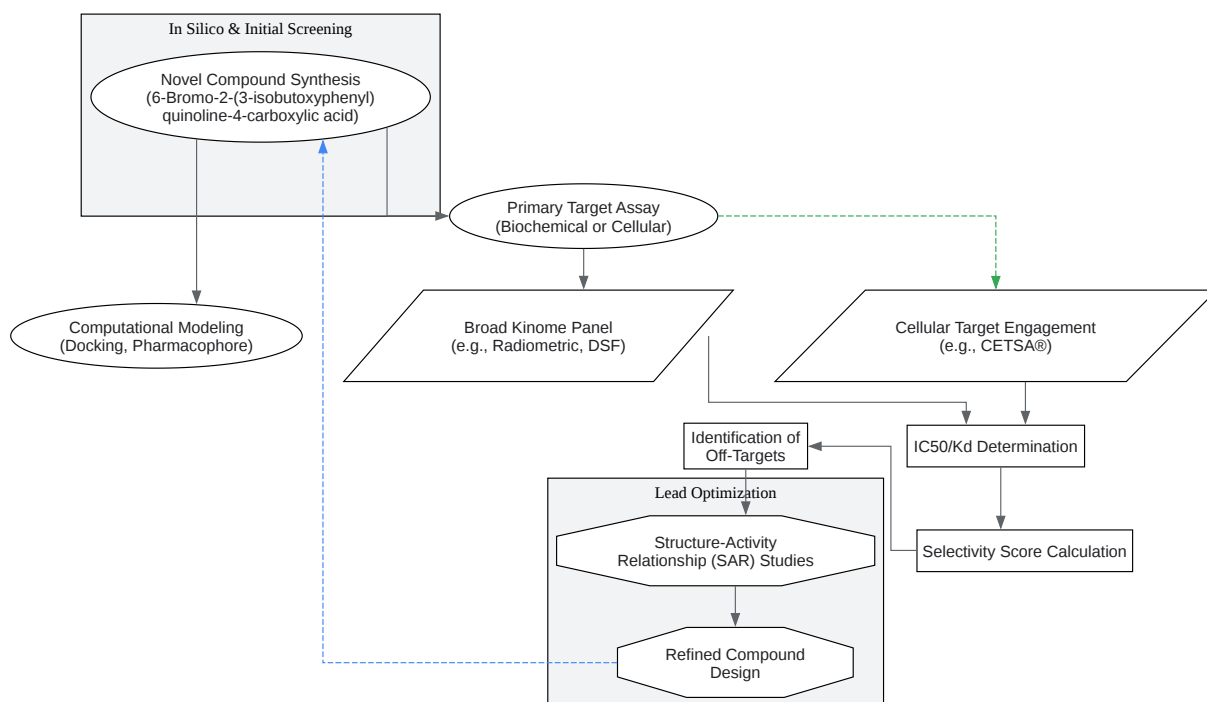 In Silico & Initial Screening
Novel Compound Synthesis
(6-Bromo-2-(3-isobutoxyphenyl)
quinoline-4-carboxylic acid)
Primary Target Assay
(Biochemical or Cellular)
Computational Modeling
(Docking, Pharmacophore)
Broad Kinome Panel
(e.g., Radiometric, DSF)
Cellular Target Engagement
(e.g., CETSA®)
Identification of
Off-Targets
IC50/Kd Determination
Lead Optimization
Structure-Activity
Relationship (SAR) Studies
Selectivity Score Calculation
Refined Compound
Design